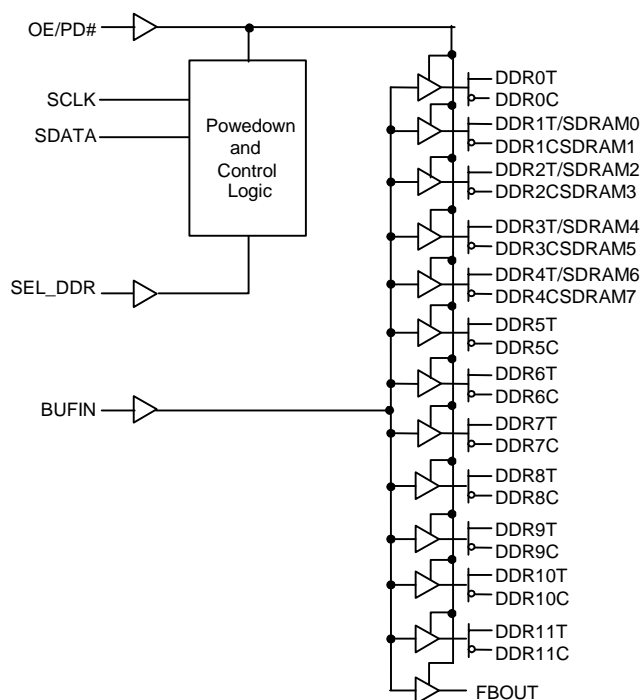 OE/PD#
SCLK
SDATA
Powedown
and
Control
Logic
SEL_DDR
BUFIN
DDR0T
DDR0C
DDR1T/SDRAM0
DDR1CSDRAM1
DDR2T/SDRAM2
DDR2CSDRAM3
DDR3T/SDRAM4
DDR3CSDRAM5
DDR4T/SDRAM6
DDR4CSDRAM7
DDR5T
DDR5C
DDR6T
DDR6C
DDR7T
DDR7C
DDR8T
DDR8C
DDR9T
DDR9C
DDR10T
DDR10C
DDR11T
DDR11C
FBOUT